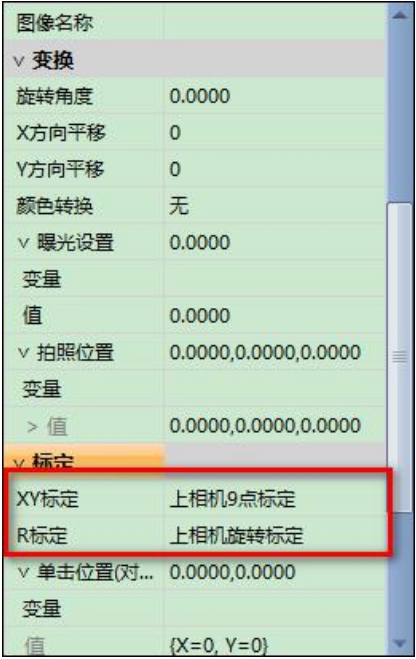 图像名称
∨ 变换
旋转角度 0.0000
X方向平移 0
Y方向平移 0
颜色转换 无
∨ 曝光设置 0.0000
变量
值 0.0000
∨ 拍照位置 0.0000,0.0000,0.0000
变量
> 值 0.0000,0.0000,0.0000
∨ 标定
XY标定 上相机9点标定
R标定 上相机旋转标定
∨ 单击位置(对... 0.0000,0.0000
变量
值 {X=0, Y=0}